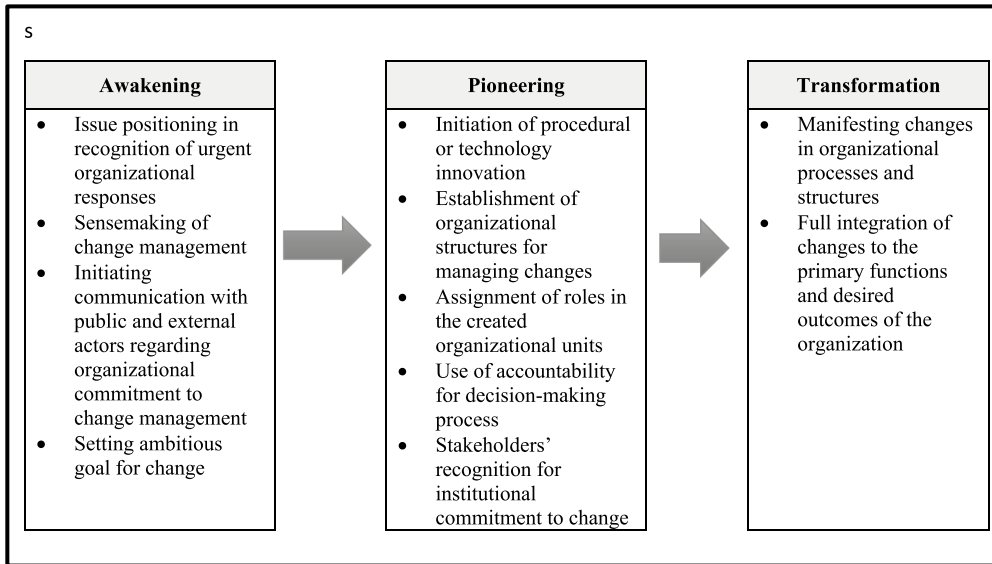 s
Awakening
• Issue positioning in
recognition of urgent
organizational
responses
• Sensemaking of
change management
• Initiating
communication with
public and external
actors regarding
organizational
commitment to
change management
• Setting ambitious
goal for change
Pioneering
• Initiation of procedural
or technology
innovation
• Establishment of
organizational
structures for
managing changes
• Assignment of roles in
the created
organizational units
• Use of accountability
for decision-making
process
• Stakeholders’
recognition for
institutional
commitment to change
Transformation
• Manifesting changes
in organizational
processes and
structures
• Full integration of
changes to the
primary functions
and desired
outcomes of the
organization